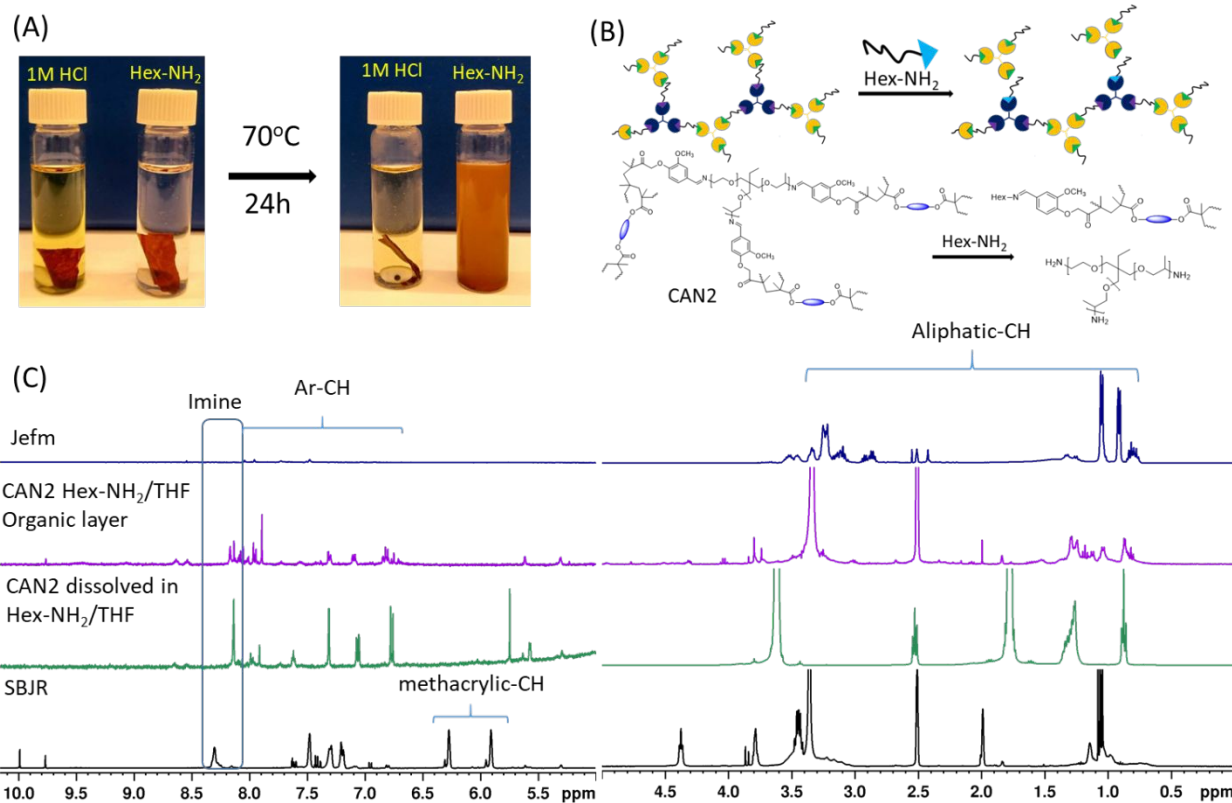 (A)
1M HCl
Hex-NH₂
70ᵒC
24h
1M HCl
Hex-NH₂
(B)
Hex-NH₂
OCH₃
OCH₃
OCH₃
CAN2
Hex-NH₂
Hex
OCH₃
H₂N
NH₂
NH₂
(C)
Imine
Ar-CH
Aliphatic-CH
Jefm
CAN2 Hex-NH₂/THF
Organic layer
CAN2 dissolved in
Hex-NH₂/THF
SBJR
methacrylic-CH
10.0 9.5 9.0 8.5 8.0 7.5 7.0 6.5 6.0 5.5 ppm
4.5 4.0 3.5 3.0 2.5 2.0 1.5 1.0 0.5 ppm